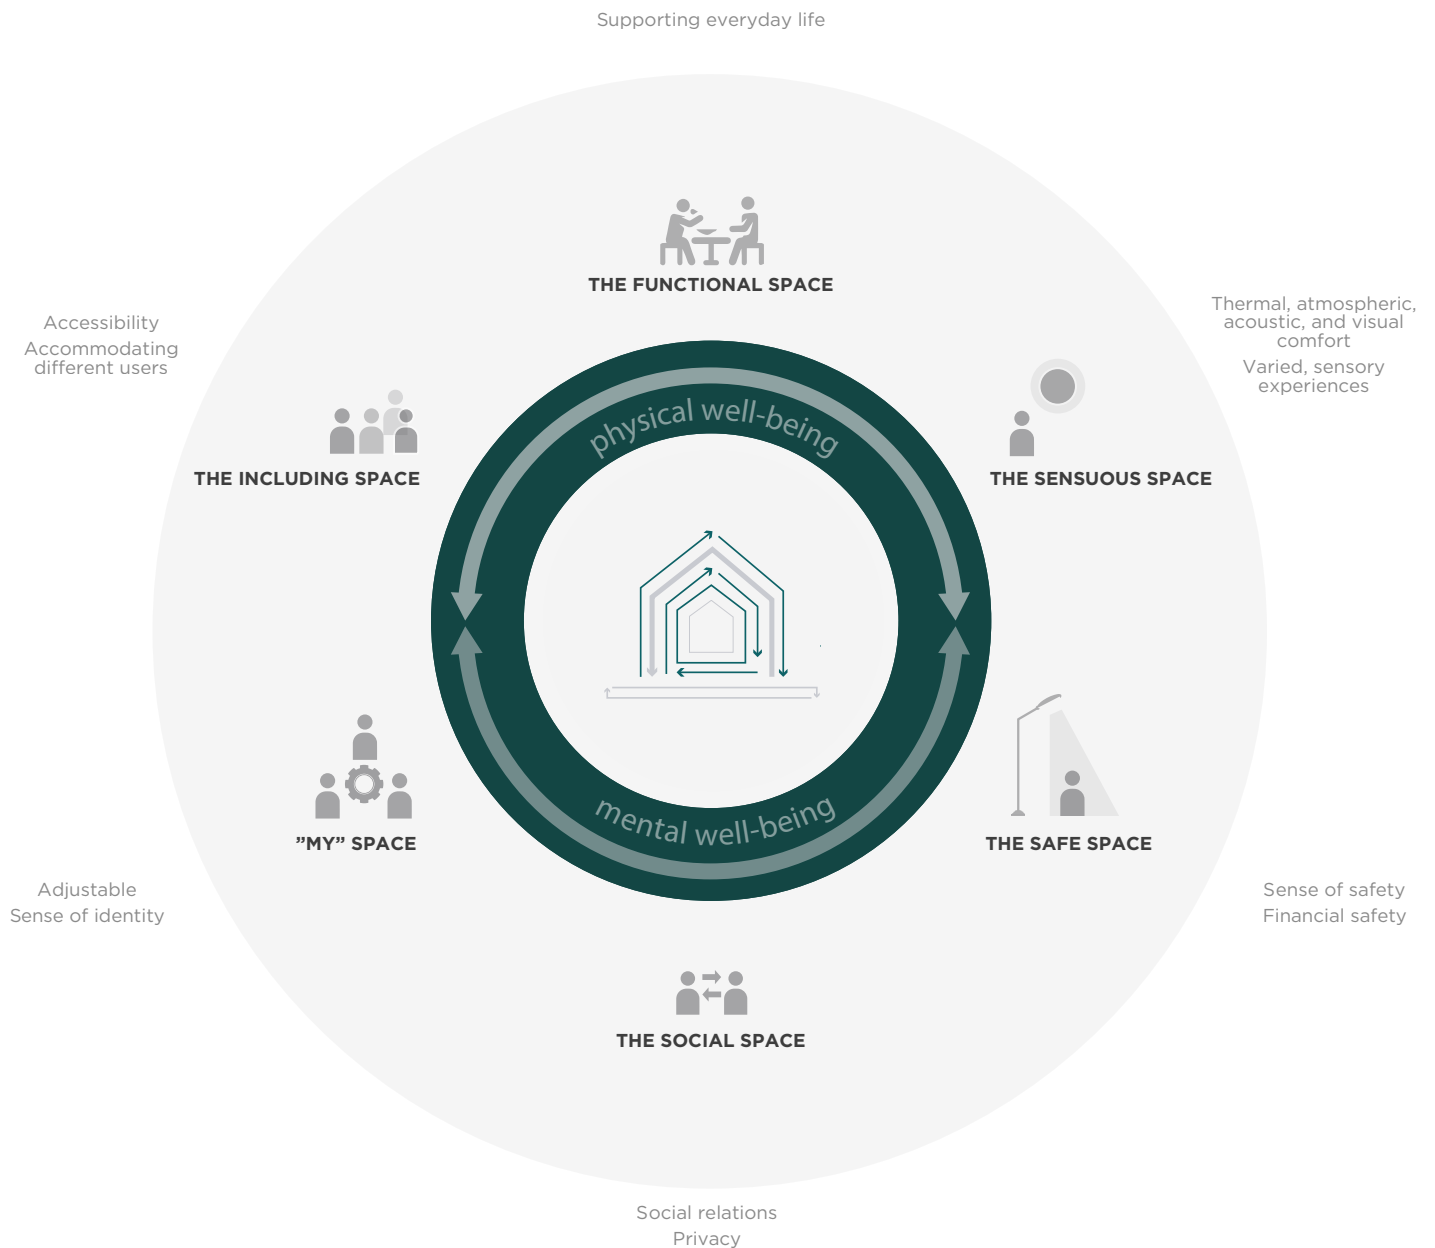 Supporting everyday life
THE FUNCTIONAL SPACE
Accessibility
Accommodating
different users
THE INCLUDING SPACE
Thermal, atmospheric,
acoustic, and visual
comfort
Varied, sensory
experiences
THE SENSUOUS SPACE
physical well-being
mental well-being
”MY” SPACE
Adjustable
Sense of identity
THE SAFE SPACE
Sense of safety
Financial safety
THE SOCIAL SPACE
Social relations
Privacy